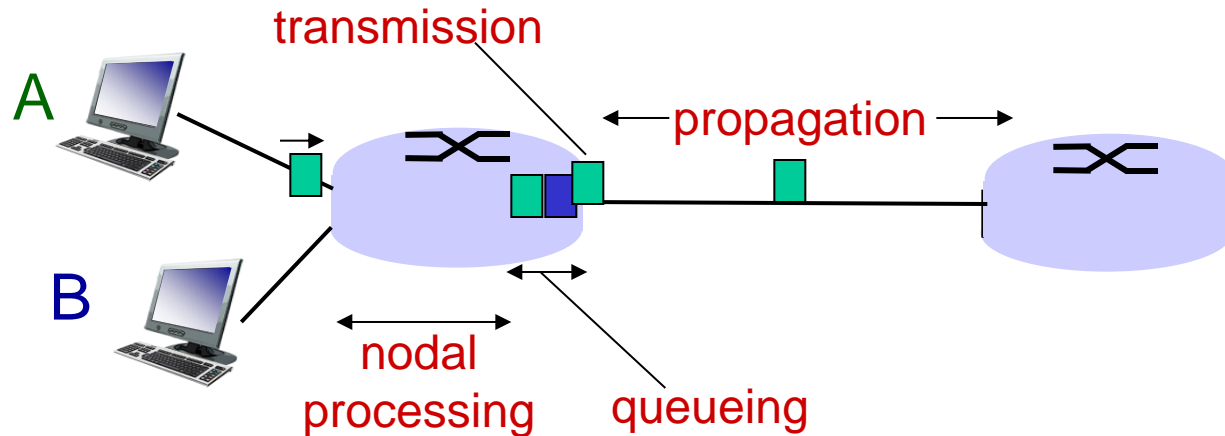 transmission
A
propagation
B
nodal
processing
queueing